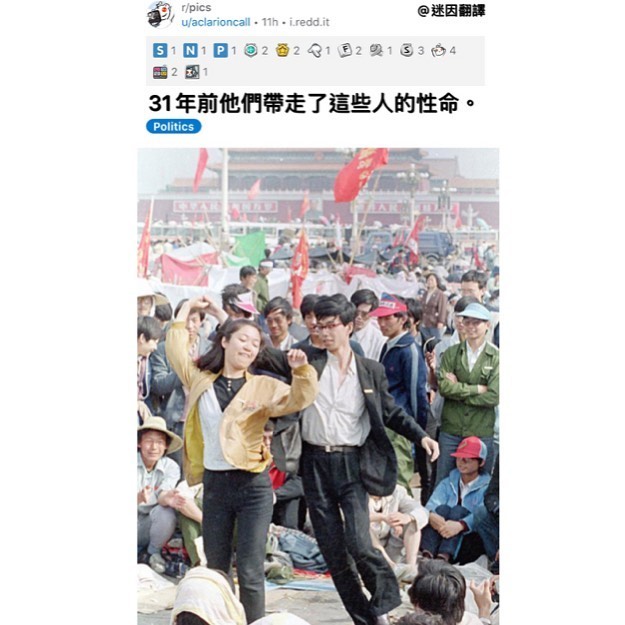 r/pics
@迷因翻譯
u/aclarioncall • 11h • i.redd.it
S 1 N 1 P 1 2 2 1 F 2 1 S 3 4
2 1
31年前他們帶走了這些人的性命。
Politics